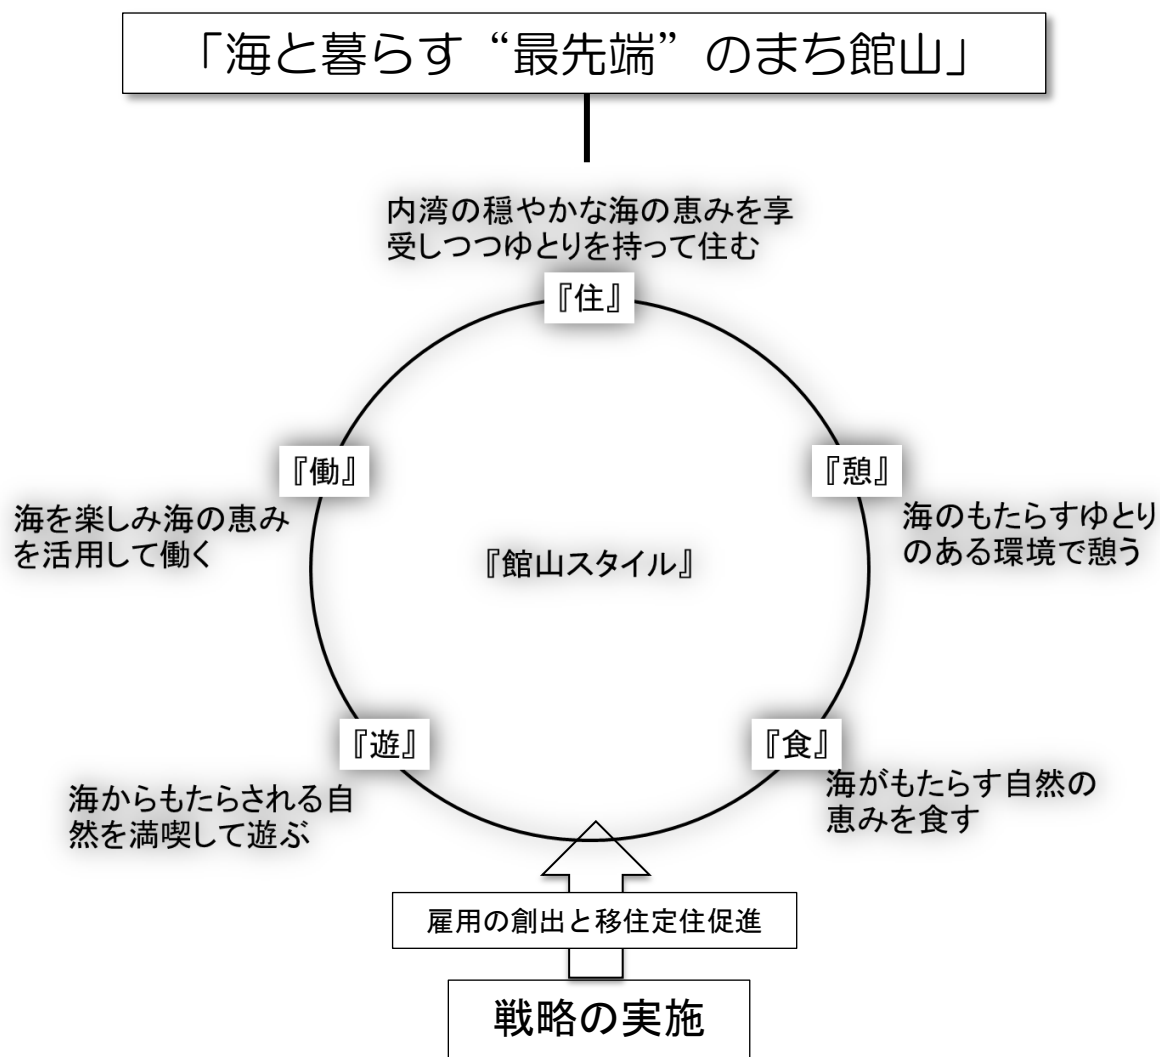 「海と暮らす“最先端”のまち館山」
内湾の穏やかな海の恵みを享
受しつつゆとりを持って住む
『住』
『働』
海を楽しみ海の恵み
を活用して働く
『憩』
海のもたらすゆとり
のある環境で憩う
『館山スタイル』
『遊』
海からもたらされる自
然を満喫して遊ぶ
『食』
海がもたらす自然の
恵みを食す
雇用の創出と移住定住促進
戦略の実施